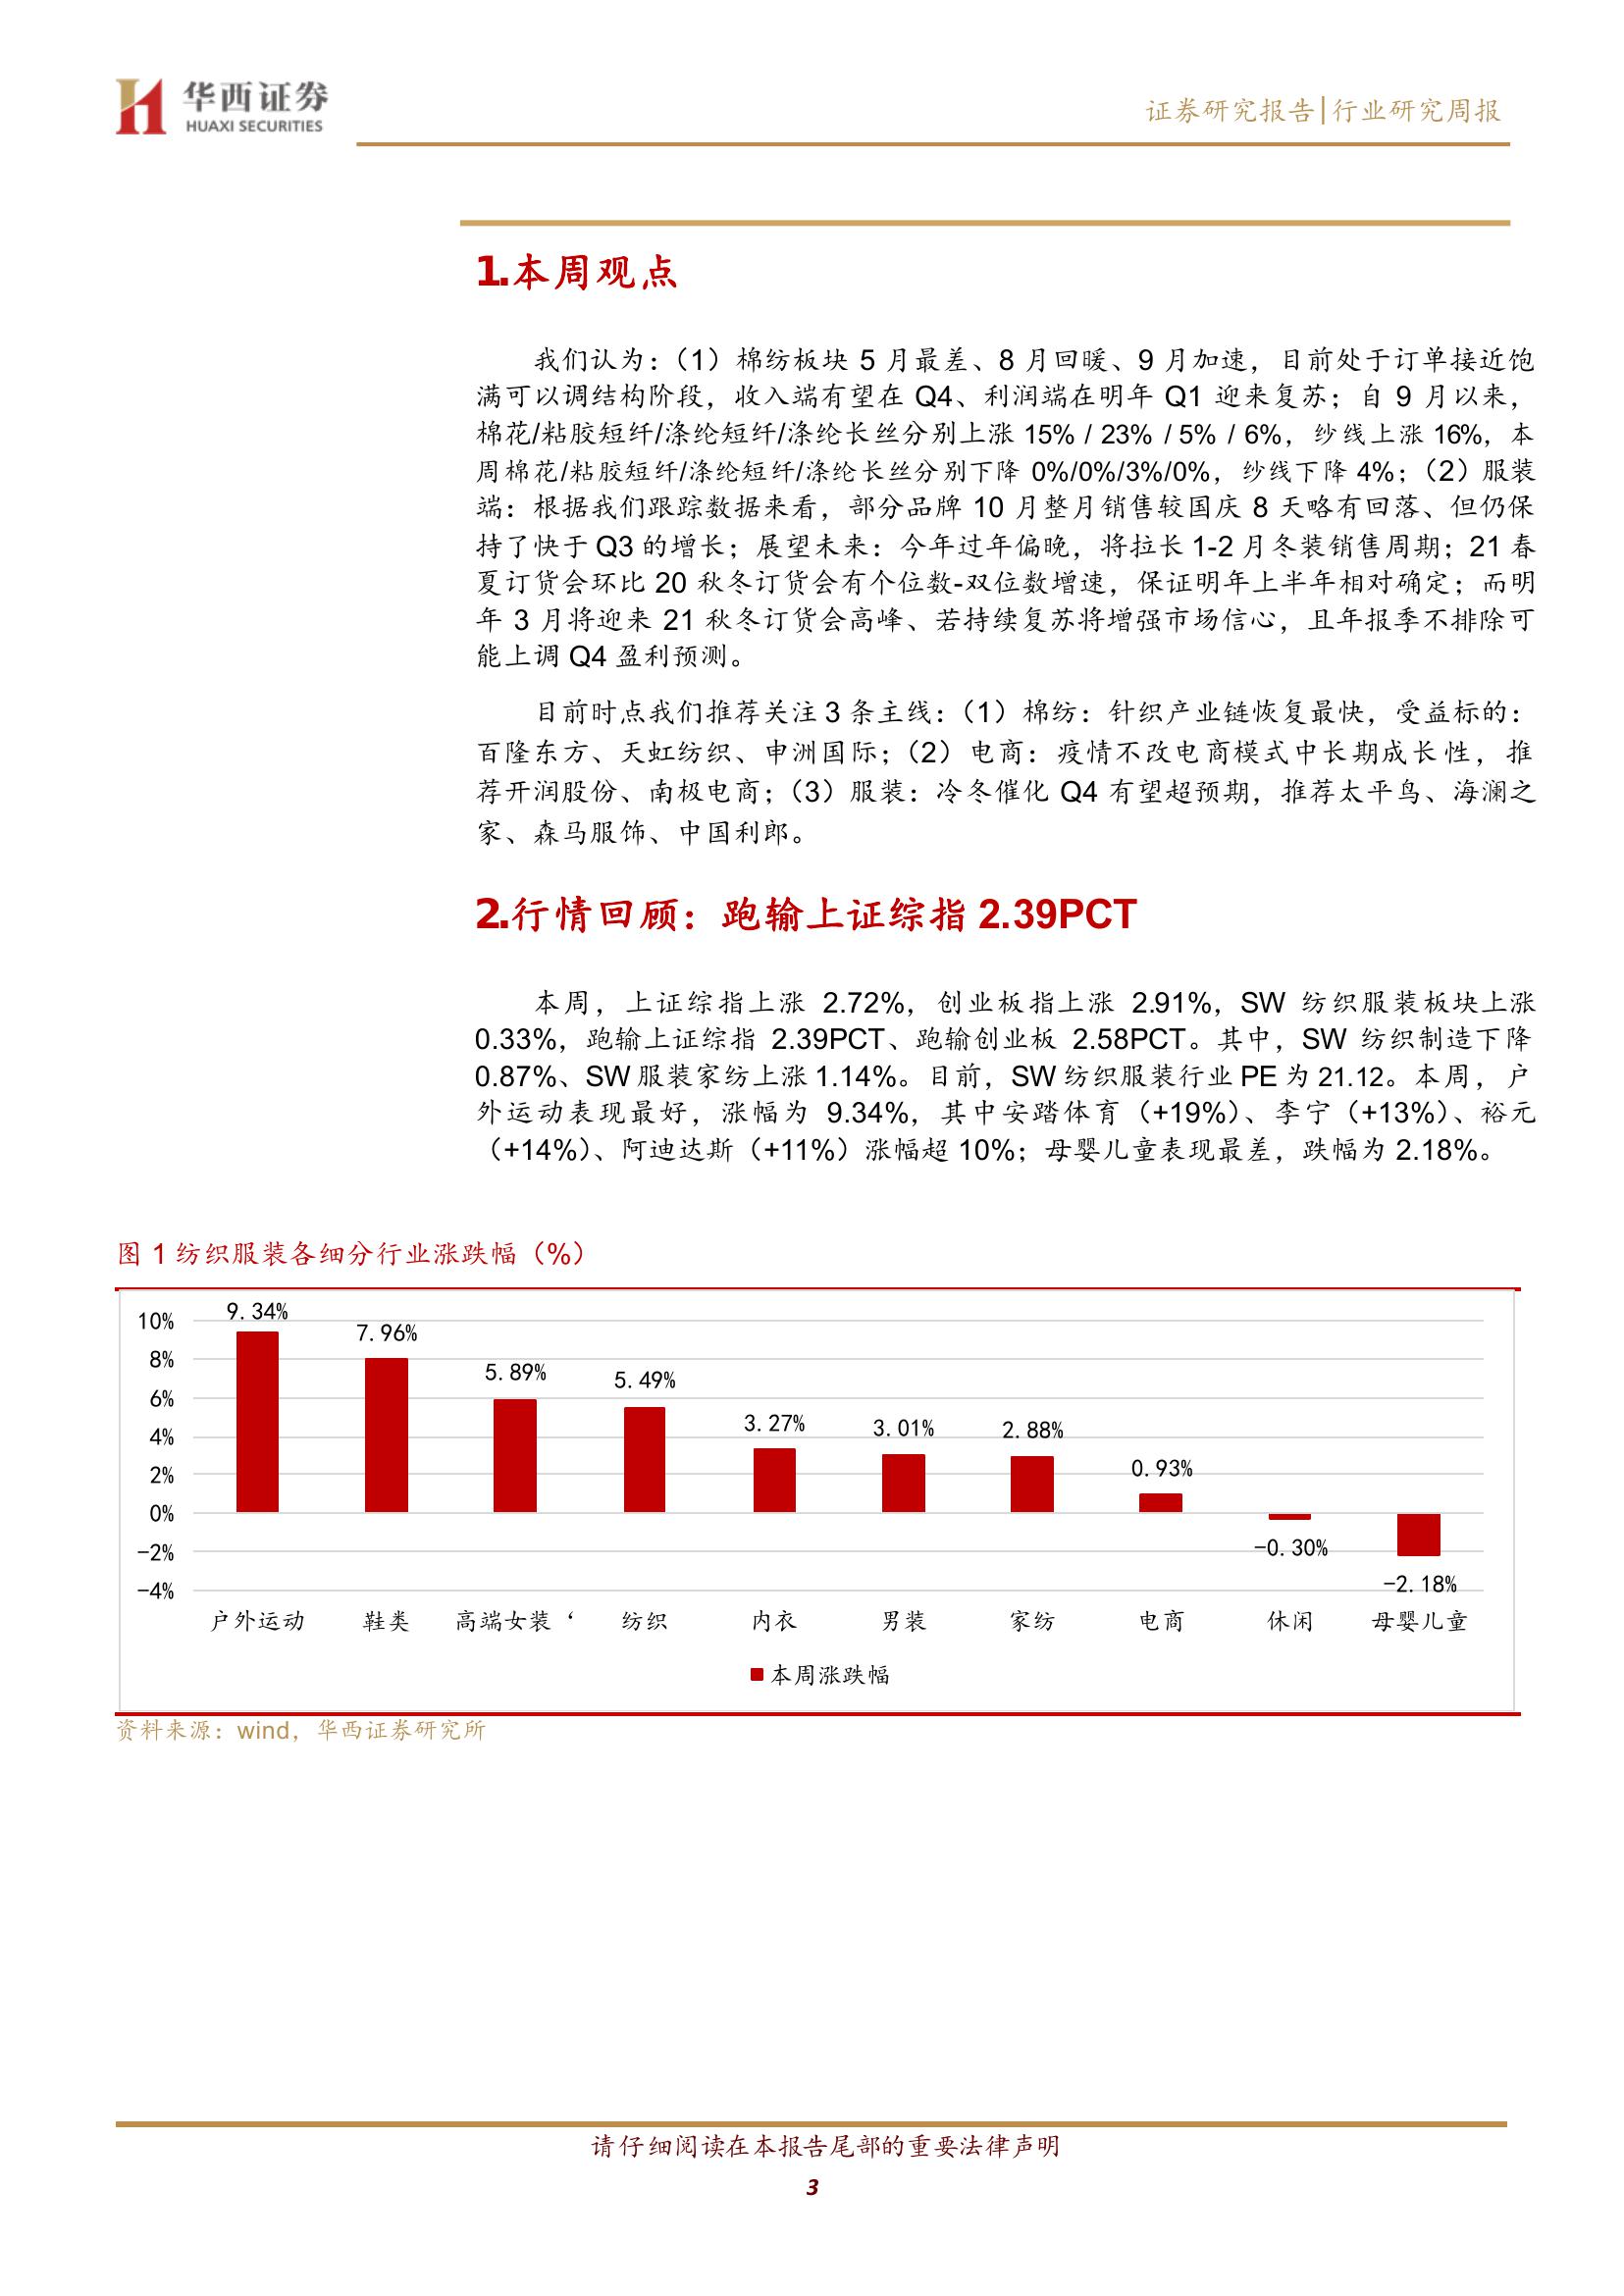 华西证券
HUAXI SECURITIES
证券研究报告|行业研究周报
1.本周观点
我们认为：（1）棉纺板块 5 月最差、8 月回暖、9 月加速，目前处于订单接近饱
满可以调结构阶段，收入端有望在 Q4、利润端在明年 Q1 迎来复苏；自 9 月以来，
棉花/粘胶短纤/涤纶短纤/涤纶长丝分别上涨 15% / 23% / 5% / 6%，纱线上涨 16%，本
周棉花/粘胶短纤/涤纶短纤/涤纶长丝分别下降 0%/0%/3%/0%，纱线下降 4%；（2）服装
端：根据我们跟踪数据来看，部分品牌 10 月整月销售较国庆 8 天略有回落、但仍保
持了快于 Q3 的增长；展望未来：今年过年偏晚，将拉长 1-2 月冬装销售周期；21 春
夏订货会环比 20 秋冬订货会有个位数-双位数增速，保证明年上半年相对确定；而明
年 3 月将迎来 21 秋冬订货会高峰、若持续复苏将增强市场信心，且年报季不排除可
能上调 Q4 盈利预测。
目前时点我们推荐关注 3 条主线：（1）棉纺：针织产业链恢复最快，受益标的：
百隆东方、天虹纺织、申洲国际；（2）电商：疫情不改电商模式中长期成长性，推
荐开润股份、南极电商；（3）服装：冷冬催化 Q4 有望超预期，推荐太平鸟、海澜之
家、森马服饰、中国利郎。
2.行情回顾：跑输上证综指 2.39PCT
本周，上证综指上涨 2.72%，创业板指上涨 2.91%，SW 纺织服装板块上涨
0.33%，跑输上证综指 2.39PCT、跑输创业板 2.58PCT。其中，SW 纺织制造下降
0.87%、SW 服装家纺上涨 1.14%。目前，SW 纺织服装行业 PE 为 21.12。本周，户
外运动表现最好，涨幅为 9.34%，其中安踏体育（+19%）、李宁（+13%）、裕元
（+14%）、阿迪达斯（+11%）涨幅超 10%；母婴儿童表现最差，跌幅为 2.18%。
图 1 纺织服装各细分行业涨跌幅（%）
10%
8%
6%
4%
2%
0%
-2%
-4%
9.34%
7.96%
5.89%
5.49%
3.27%
3.01%
2.88%
0.93%
-0.30%
-2.18%
户外运动 鞋类 高端女装‘ 纺织 内衣 男装 家纺 电商 休闲 母婴儿童
本周涨跌幅
资料来源：wind，华西证券研究所
请仔细阅读在本报告尾部的重要法律声明
3